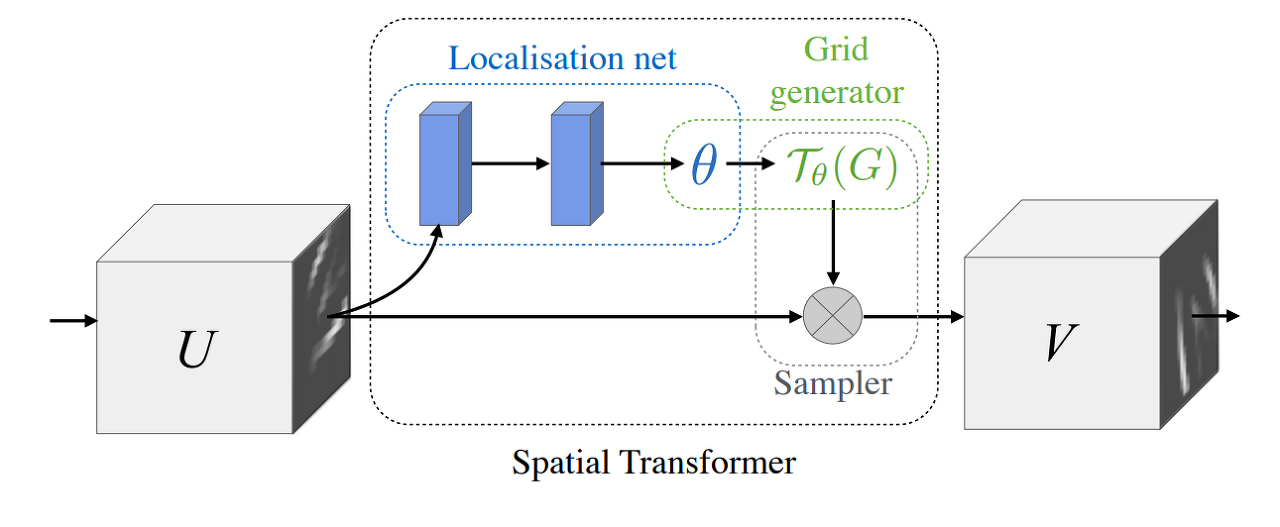 Localisation net
Grid
generator
θ
𝒯θ(G)
U
V
Sampler
Spatial Transformer